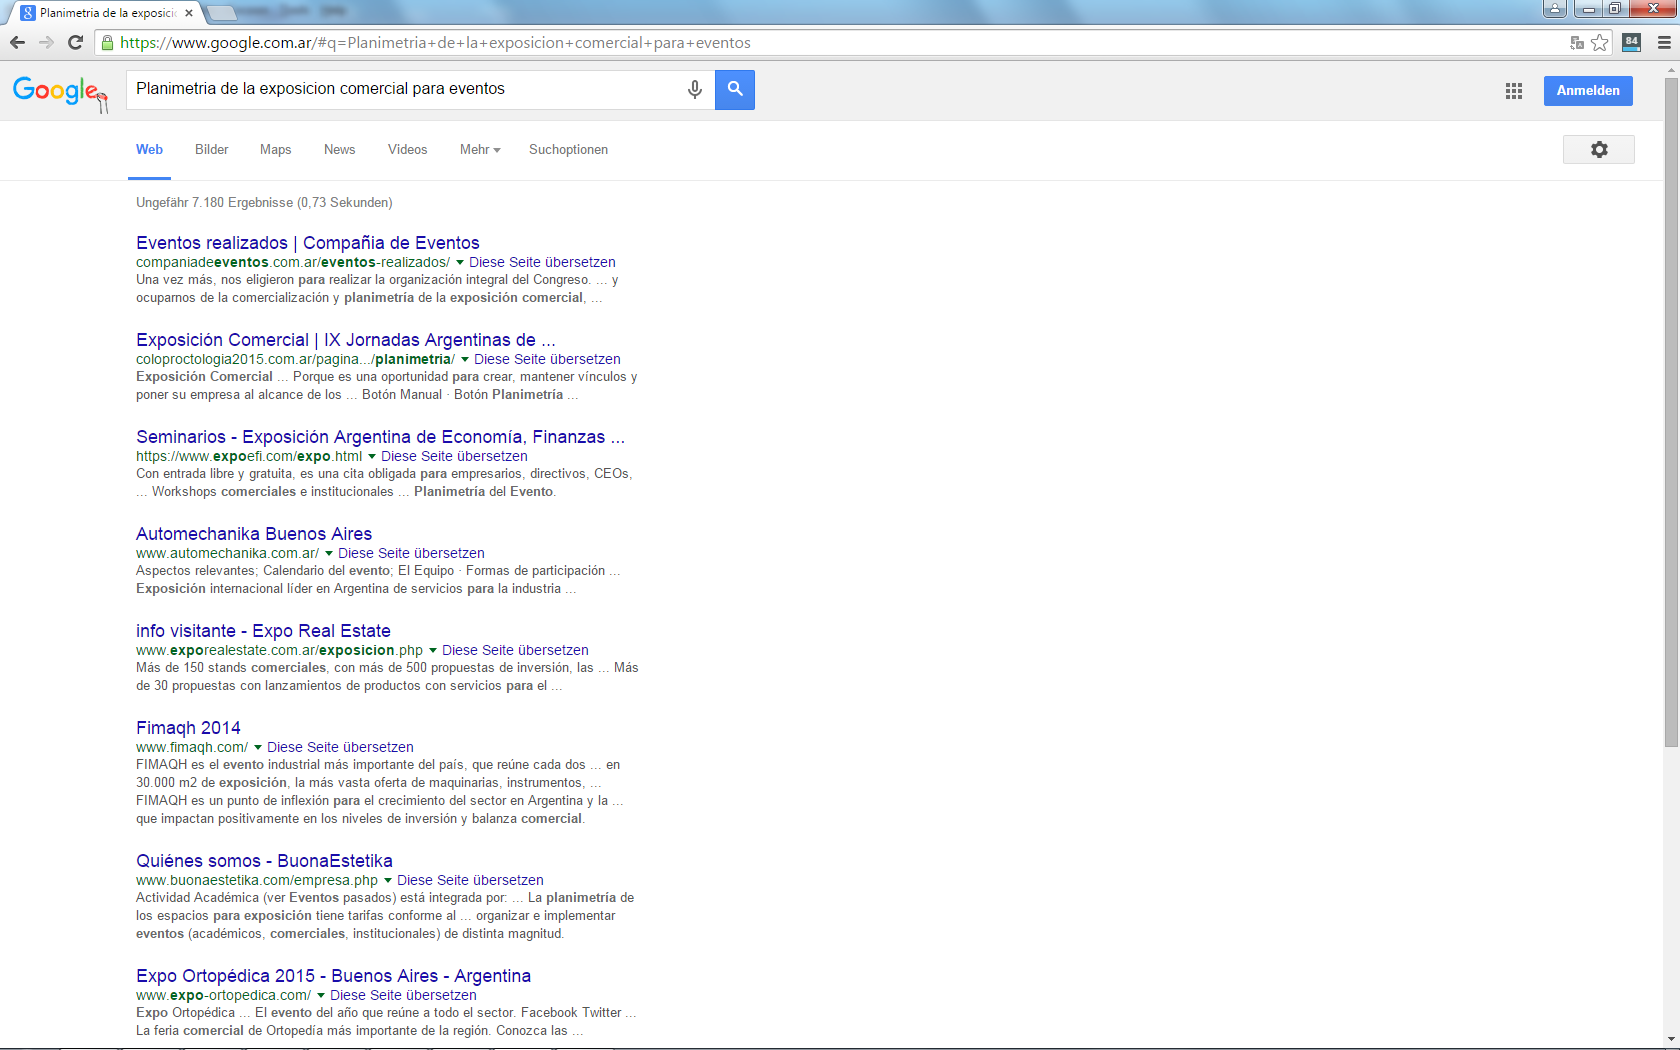 Planimetria de la exposici
https://www.google.com.ar/#q=Planimetria+de+la+exposicion+comercial+para+eventos
84
Google
Planimetria de la exposicion comercial para eventos
Anmelden
Web Bilder Maps News Videos Mehr Suchoptionen
Ungefähr 7.180 Ergebnisse (0,73 Sekunden)
Eventos realizados | Compañia de Eventos
companiadeeventos.com.ar/eventos-realizados/ Diese Seite übersetzen
Una vez más, nos eligieron para realizar la organización integral del Congreso. ... y
ocuparnos de la comercialización y planimetría de la exposición comercial, ...
Exposición Comercial | IX Jornadas Argentinas de ...
coloproctologia2015.com.ar/pagina.../planimetria/ Diese Seite übersetzen
Exposición Comercial ... Porque es una oportunidad para crear, mantener vínculos y
poner su empresa al alcance de los ... Botón Manual · Botón Planimetría ...
Seminarios - Exposición Argentina de Economía, Finanzas ...
https://www.expoefi.com/expo.html Diese Seite übersetzen
Con entrada libre y gratuita, es una cita obligada para empresarios, directivos, CEOs,
... Workshops comerciales e institucionales ... Planimetría del Evento.
Automechanika Buenos Aires
www.automechanika.com.ar/ Diese Seite übersetzen
Aspectos relevantes; Calendario del evento; El Equipo · Formas de participación ...
Exposición internacional líder en Argentina de servicios para la industria ...
info visitante - Expo Real Estate
www.exporealestate.com.ar/exposicion.php Diese Seite übersetzen
Más de 150 stands comerciales, con más de 500 propuestas de inversión, las ... Más
de 30 propuestas con lanzamientos de productos con servicios para el ...
Fimaqh 2014
www.fimaqh.com/ Diese Seite übersetzen
FIMAQH es el evento industrial más importante del país, que reúne cada dos ... en
30.000 m2 de exposición, la más vasta oferta de maquinarias, instrumentos, ...
FIMAQH es un punto de inflexión para el crecimiento del sector en Argentina y la ...
que impactan positivamente en los niveles de inversión y balanza comercial.
Quiénes somos - BuonaEstetika
www.buonaestetika.com/empresa.php Diese Seite übersetzen
Actividad Académica (ver Eventos pasados) está integrada por: ... La planimetría de
los espacios para exposición tiene tarifas conforme al ... organizar e implementar
eventos (académicos, comerciales, institucionales) de distinta magnitud.
Expo Ortopédica 2015 - Buenos Aires - Argentina
www.expo-ortopedica.com/ Diese Seite übersetzen
Expo Ortopédica ... El evento del año que reúne a todo el sector. Facebook Twitter ...
La feria comercial de Ortopedía más importante de la región. Conozca las ...